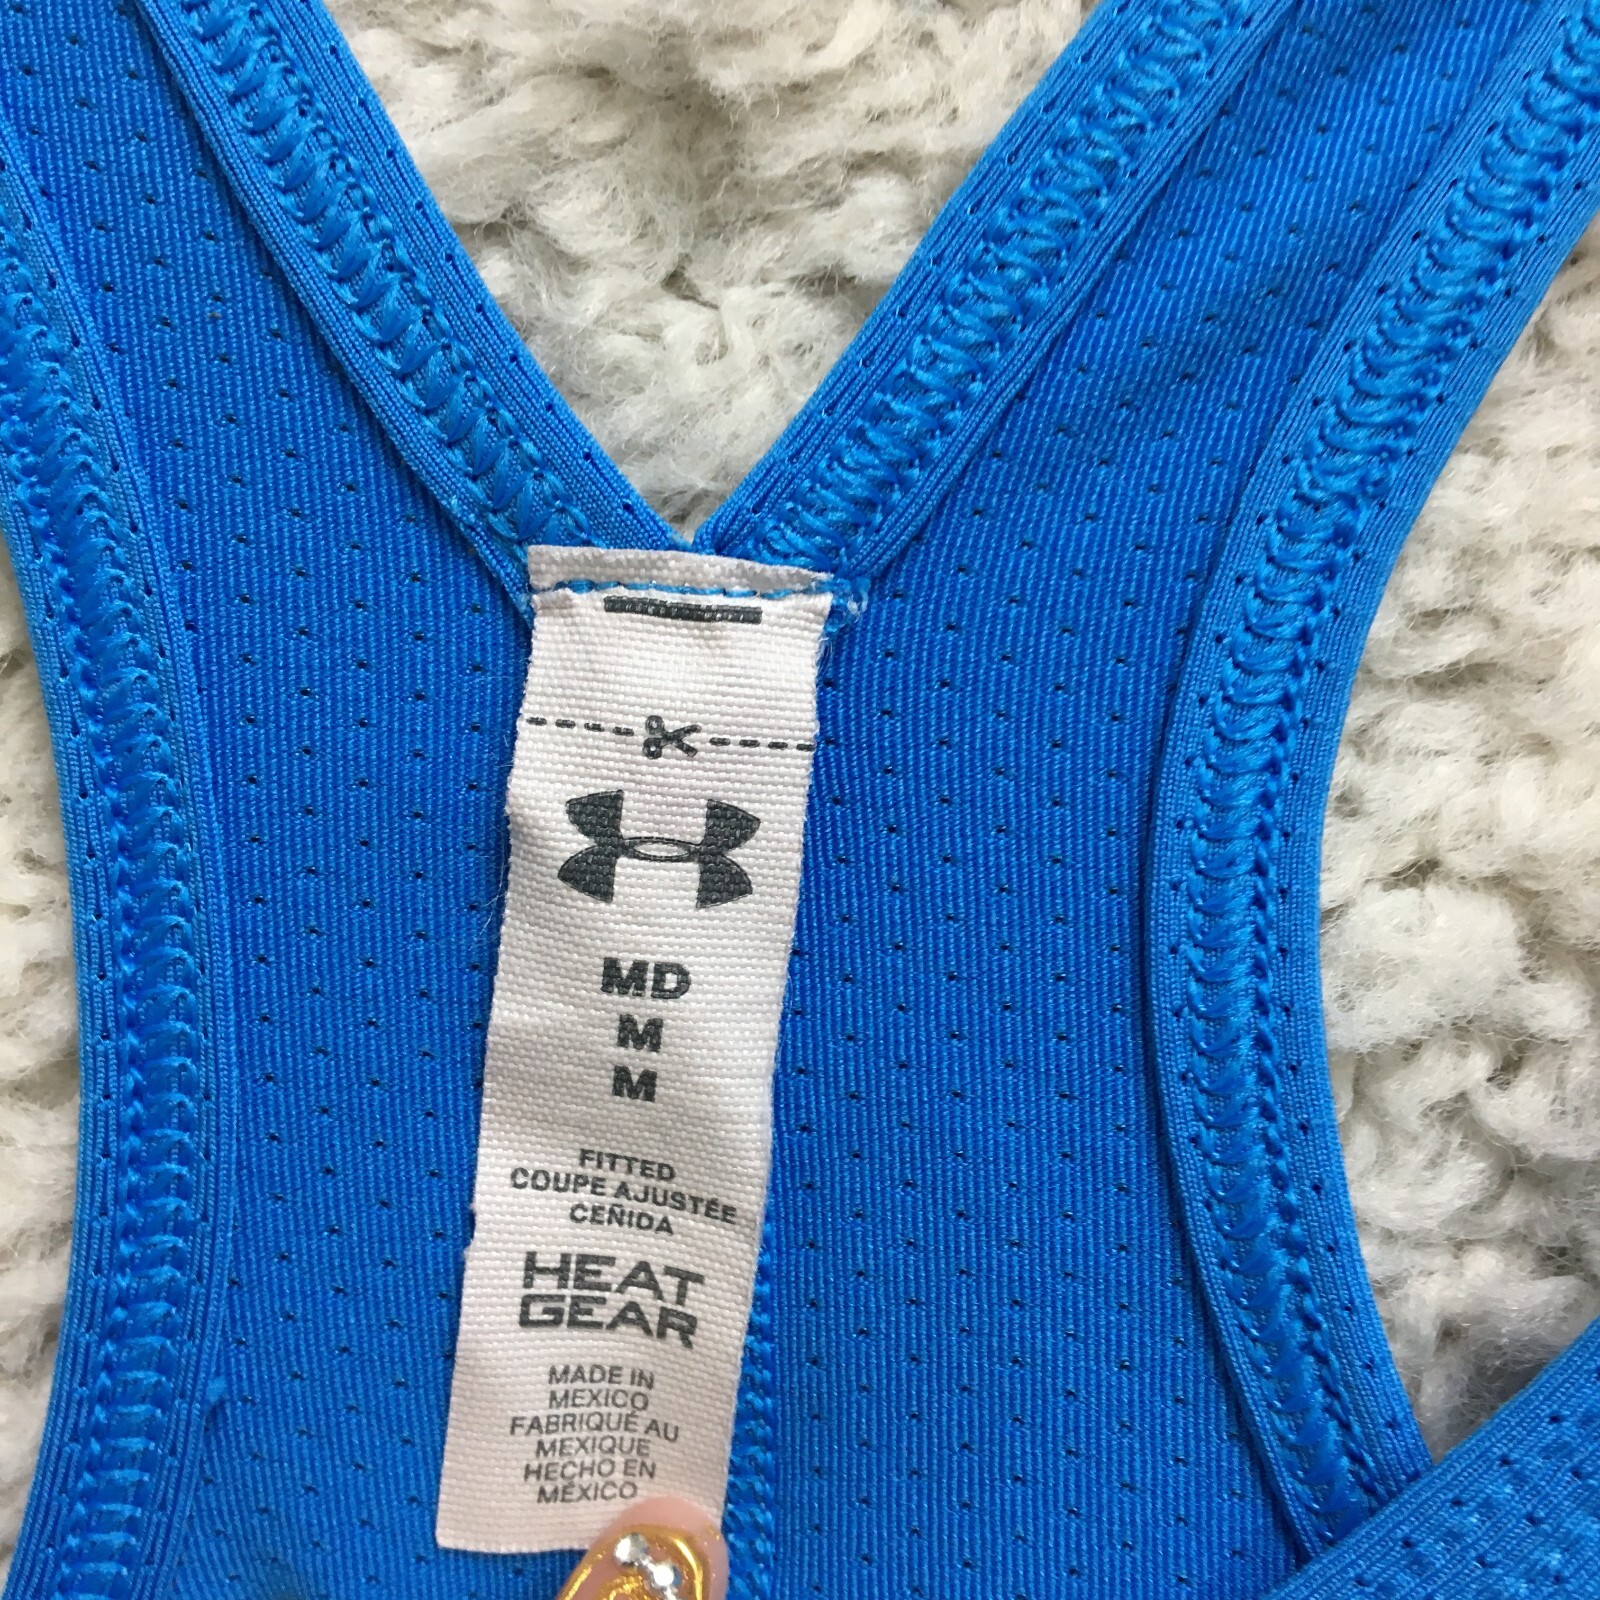 MD
M
M
FITTED
COUPE AJUSTÉE
CEÑIDA
HEAT
GEAR
MADE IN
MEXICO
FABRIQUÉ AU
MEXIQUE
HECHO EN
MÉXICO